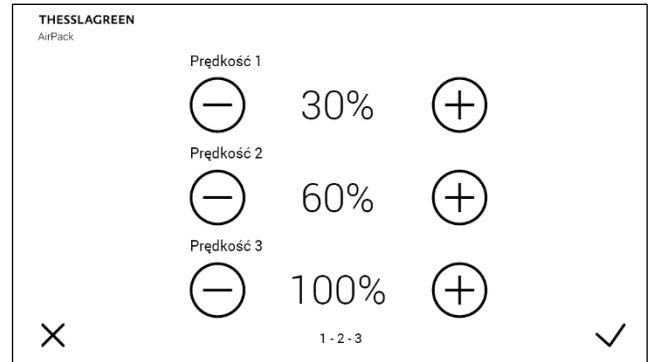 THESSLAGREEN
AirPack
Prędkość 1
30%
Prędkość 2
60%
Prędkość 3
100%
1 - 2 - 3